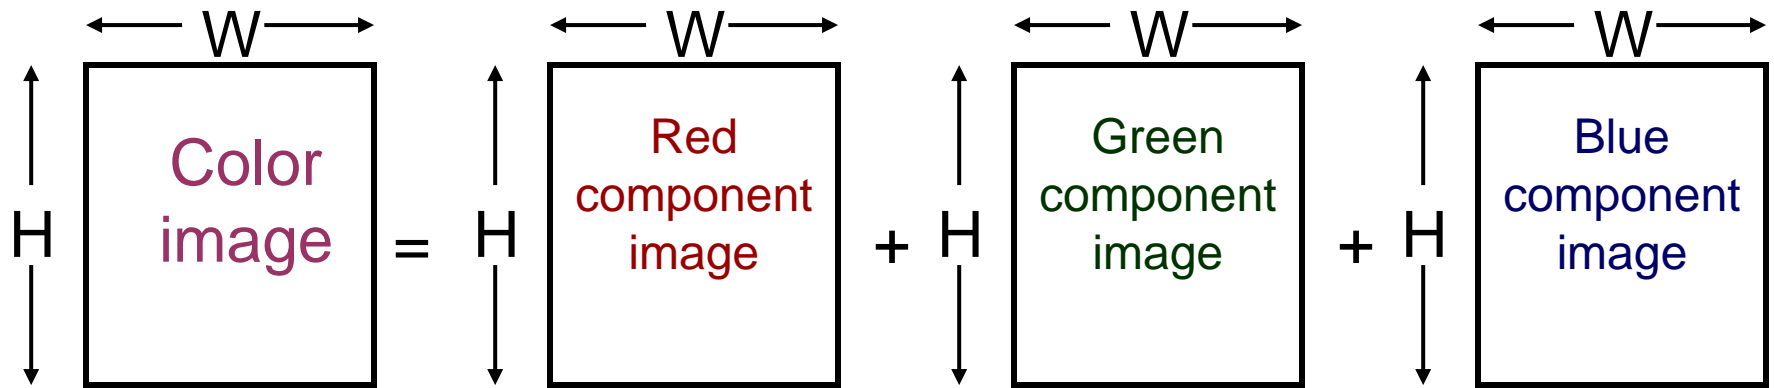 W W W W
H Color image = H Red component image + H Green component image + H Blue component image